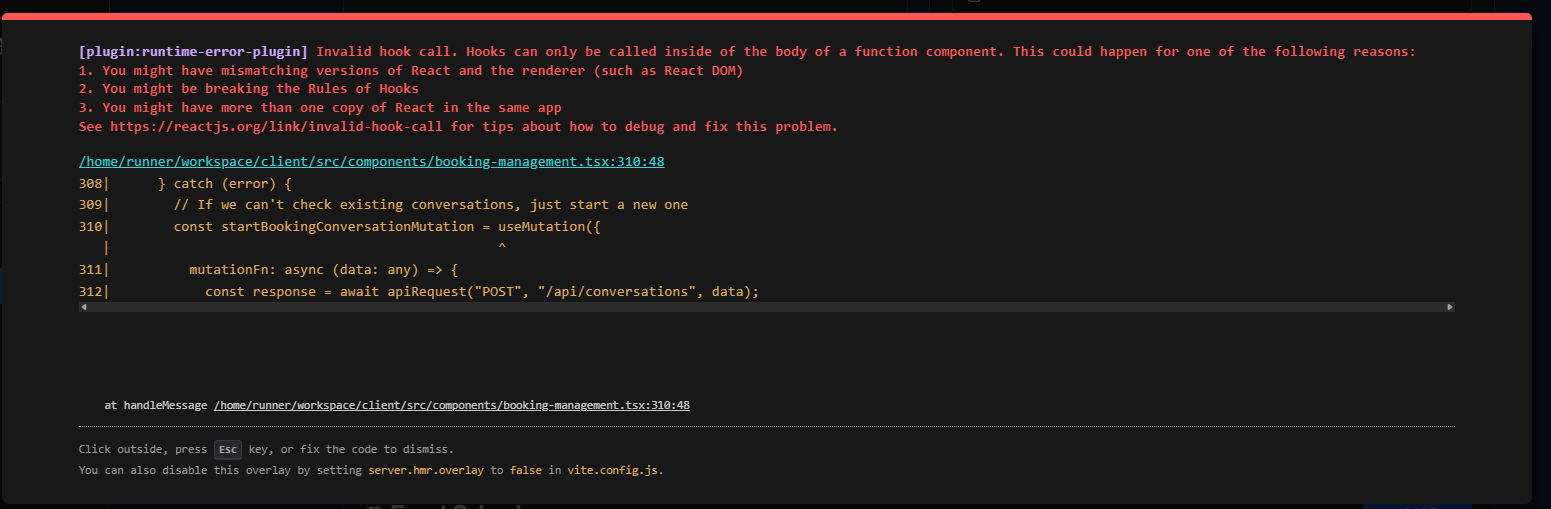 [plugin:runtime-error-plugin] Invalid hook call. Hooks can only be called inside of the body of a function component. This could happen for one of the following reasons:
1. You might have mismatching versions of React and the renderer (such as React DOM)
2. You might be breaking the Rules of Hooks
3. You might have more than one copy of React in the same app
See https://reactjs.org/link/invalid-hook-call for tips about how to debug and fix this problem.
/home/runner/workspace/client/src/components/booking-management.tsx:310:48
308|      } catch (error) {
309|        // If we can't check existing conversations, just start a new one
310|        const startBookingConversationMutation = useMutation({
   |                                                 ^
311|          mutationFn: async (data: any) => {
312|            const response = await apiRequest("POST", "/api/conversations", data);
at handleMessage /home/runner/workspace/client/src/components/booking-management.tsx:310:48
Click outside, press Esc key, or fix the code to dismiss.
You can also disable this overlay by setting server.hmr.overlay to false in vite.config.js.